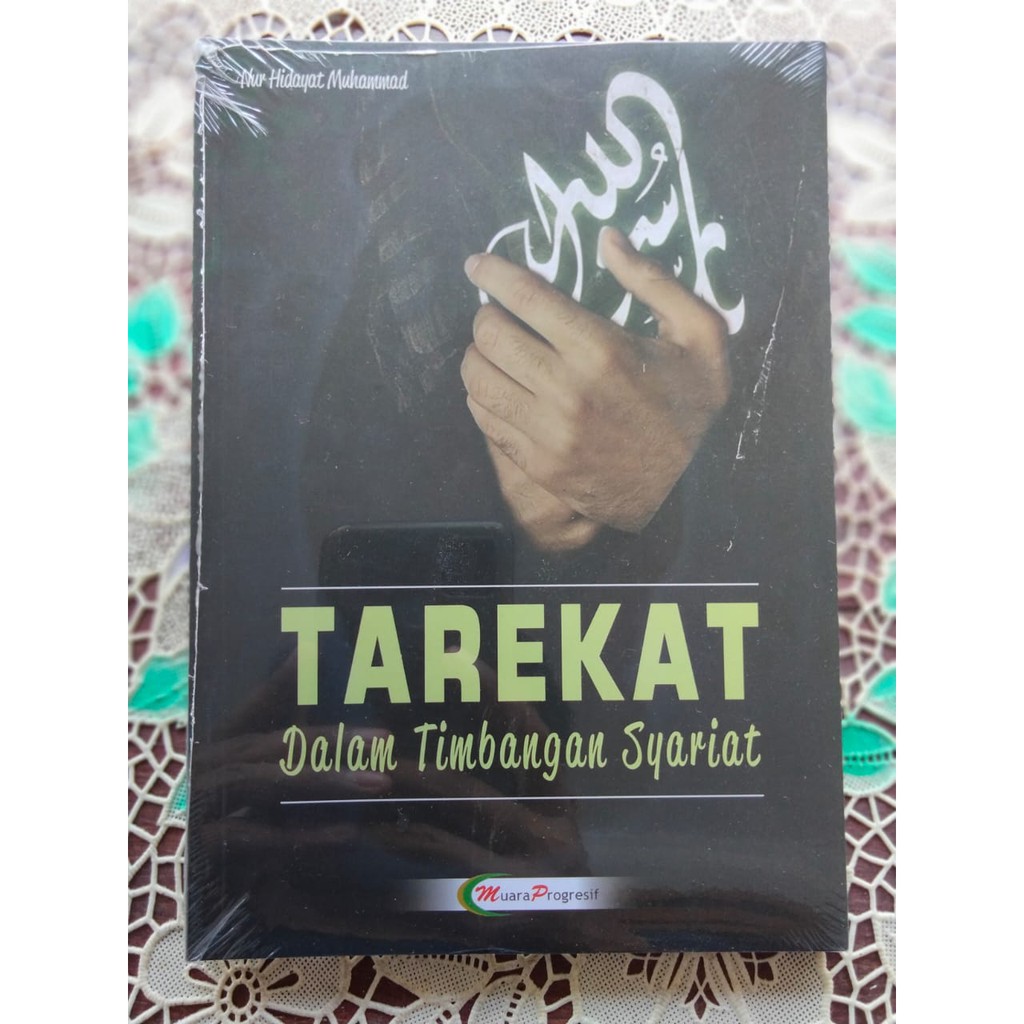 Nur Hidayat Muhammad
TAREKAT
Dalam Timbangan Syariat
MuaraProgresif